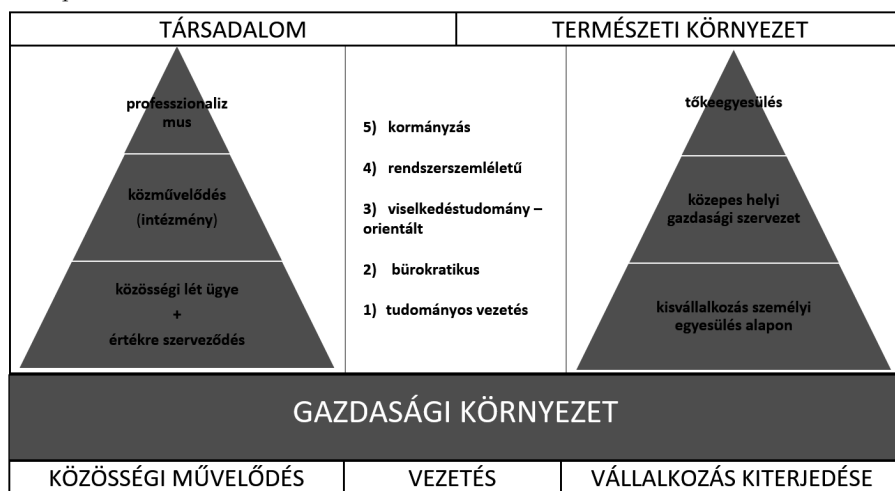 TÁRSADALOM
TERMÉSZETI KÖRNYEZET
professzionaliz
mus
közművelődés
(intézmény)
közösségi lét ügye
+
értékre szerveződés
5) kormányzás
4) rendszerszemléletű
3) viselkedéstudomány –
orientált
2) bürokratikus
1) tudományos vezetés
tőkeegyesülés
közepes helyi
gazdasági szervezet
kisvállalkozás személyi
egyesülés alapon
GAZDASÁGI KÖRNYEZET
KÖZÖSSÉGI MŰVELŐDÉS
VEZETÉS
VÁLLALKOZÁS KITERJEDÉSE